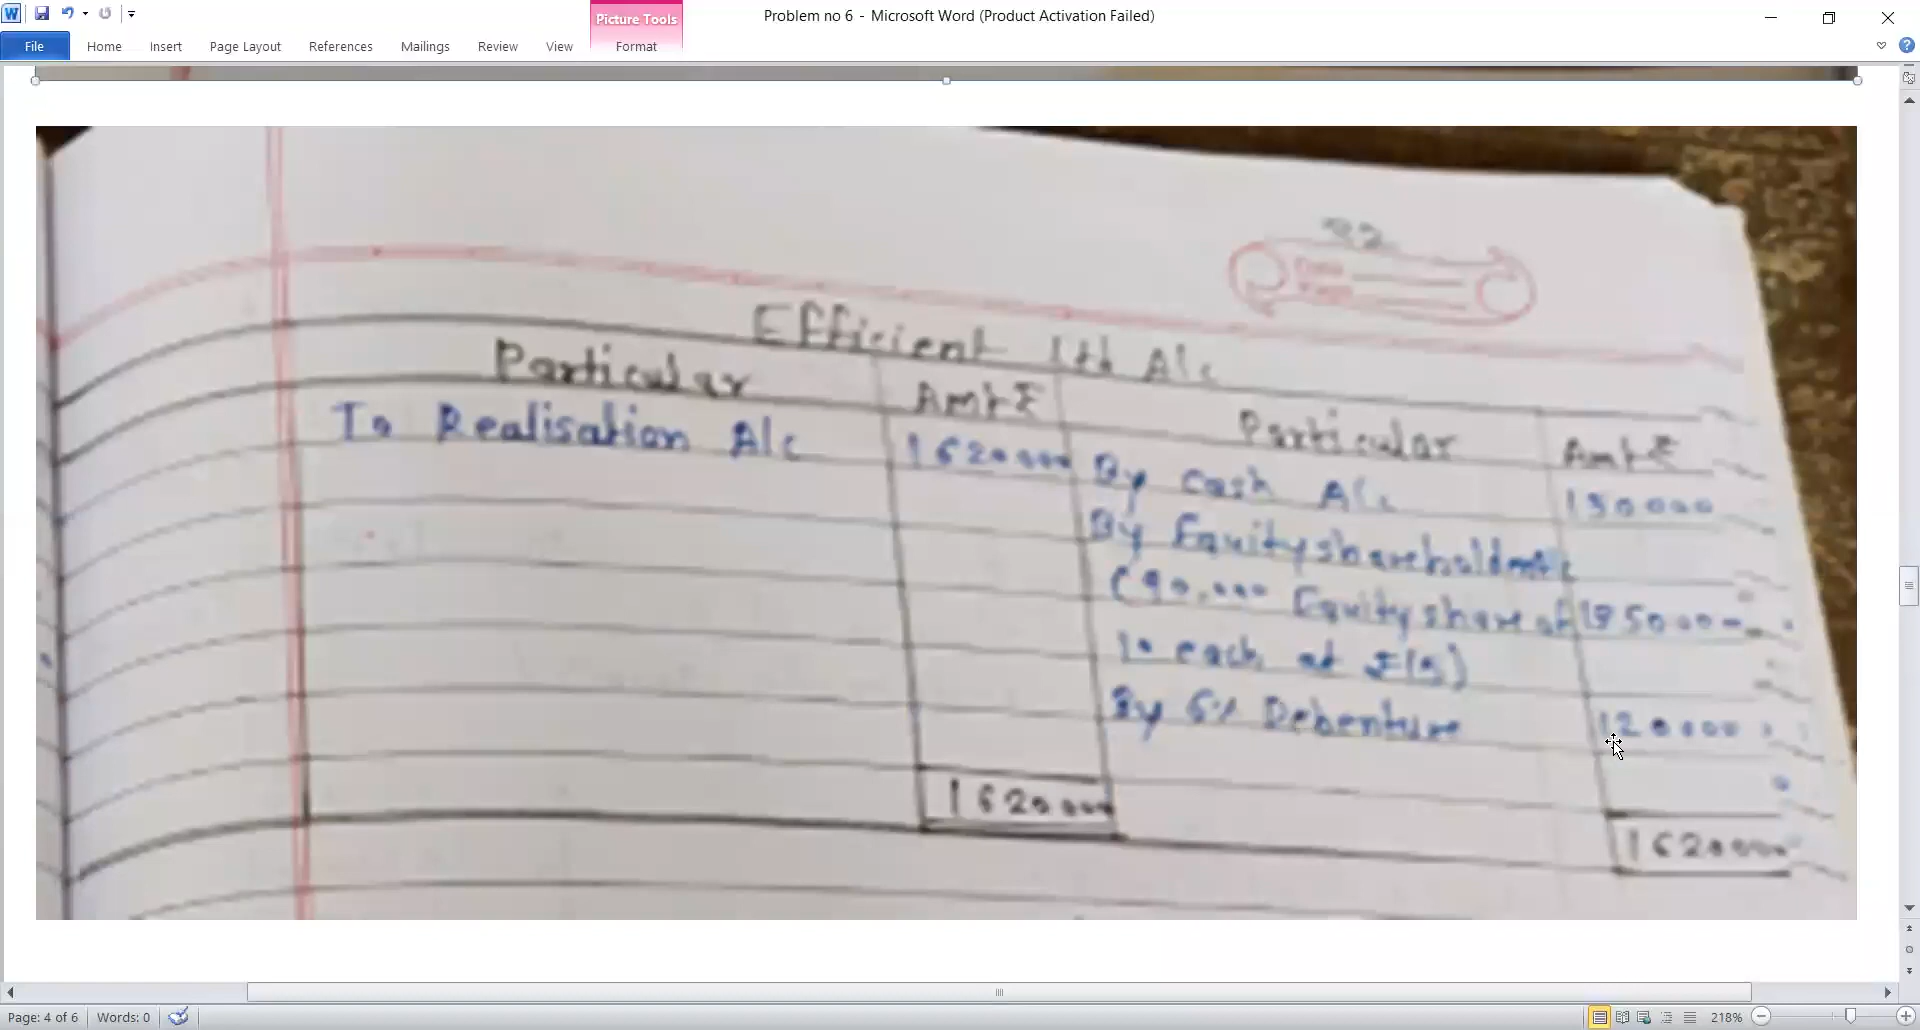 Problem no 6 - Microsoft Word (Product Activation Failed)
Picture Tools
File Home Insert Page Layout References Mailings Review View Format
Efficient ltd A/c
Particular Amt ₹ Particular Amt ₹
To Realisation A/c 1620000 By Cash A/c 150000
By Equity shareholder A/c
(90,000 Equity share of 1350000
10 each at ₹15)
By 6% Debenture 120000
1620000 1620000
Page: 4 of 6 Words: 0 218%